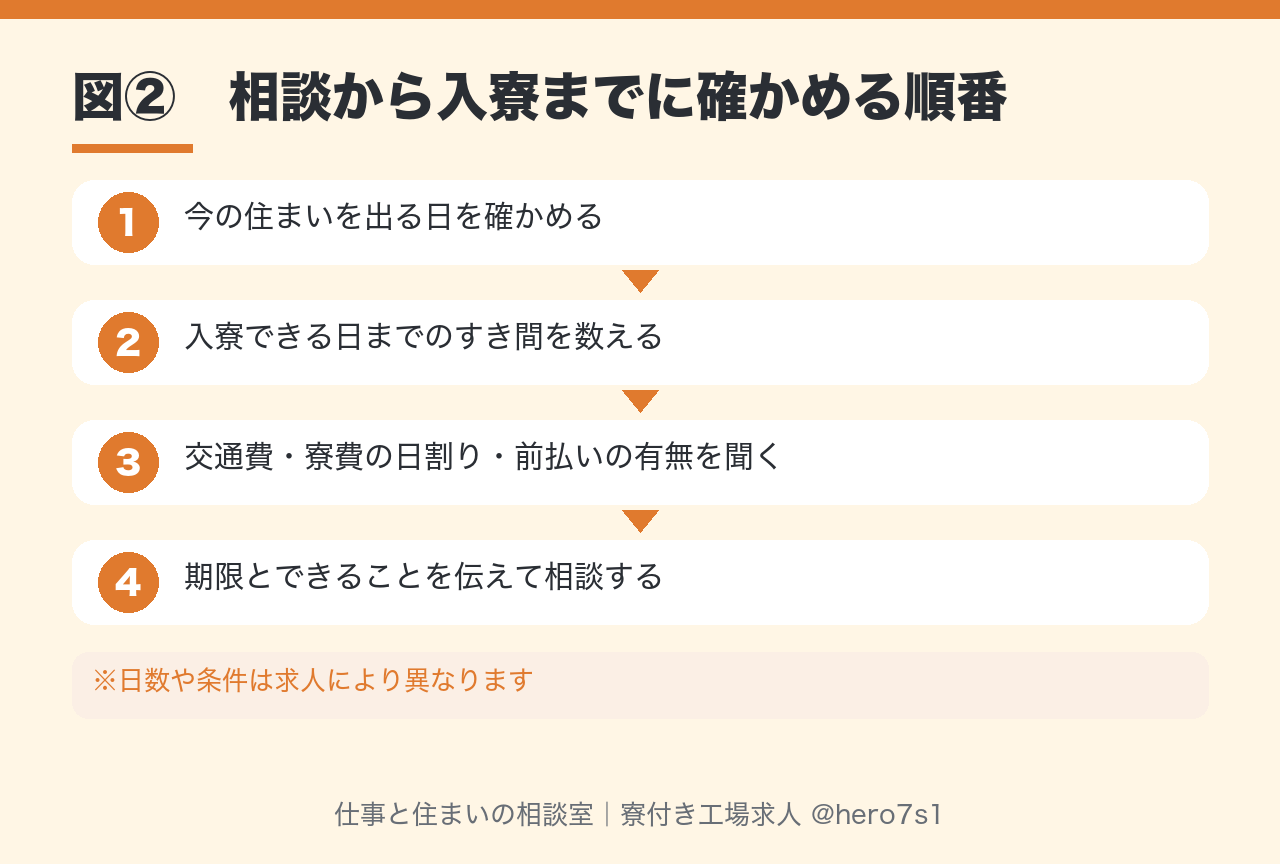 図②　相談から入寮までに確かめる順番
1 今の住まいを出る日を確かめる
2 入寮できる日までのすき間を数える
3 交通費・寮費の日割り・前払いの有無を聞く
4 期限とできることを伝えて相談する
※日数や条件は求人により異なります
仕事と住まいの相談室｜寮付き工場求人 @hero7s1